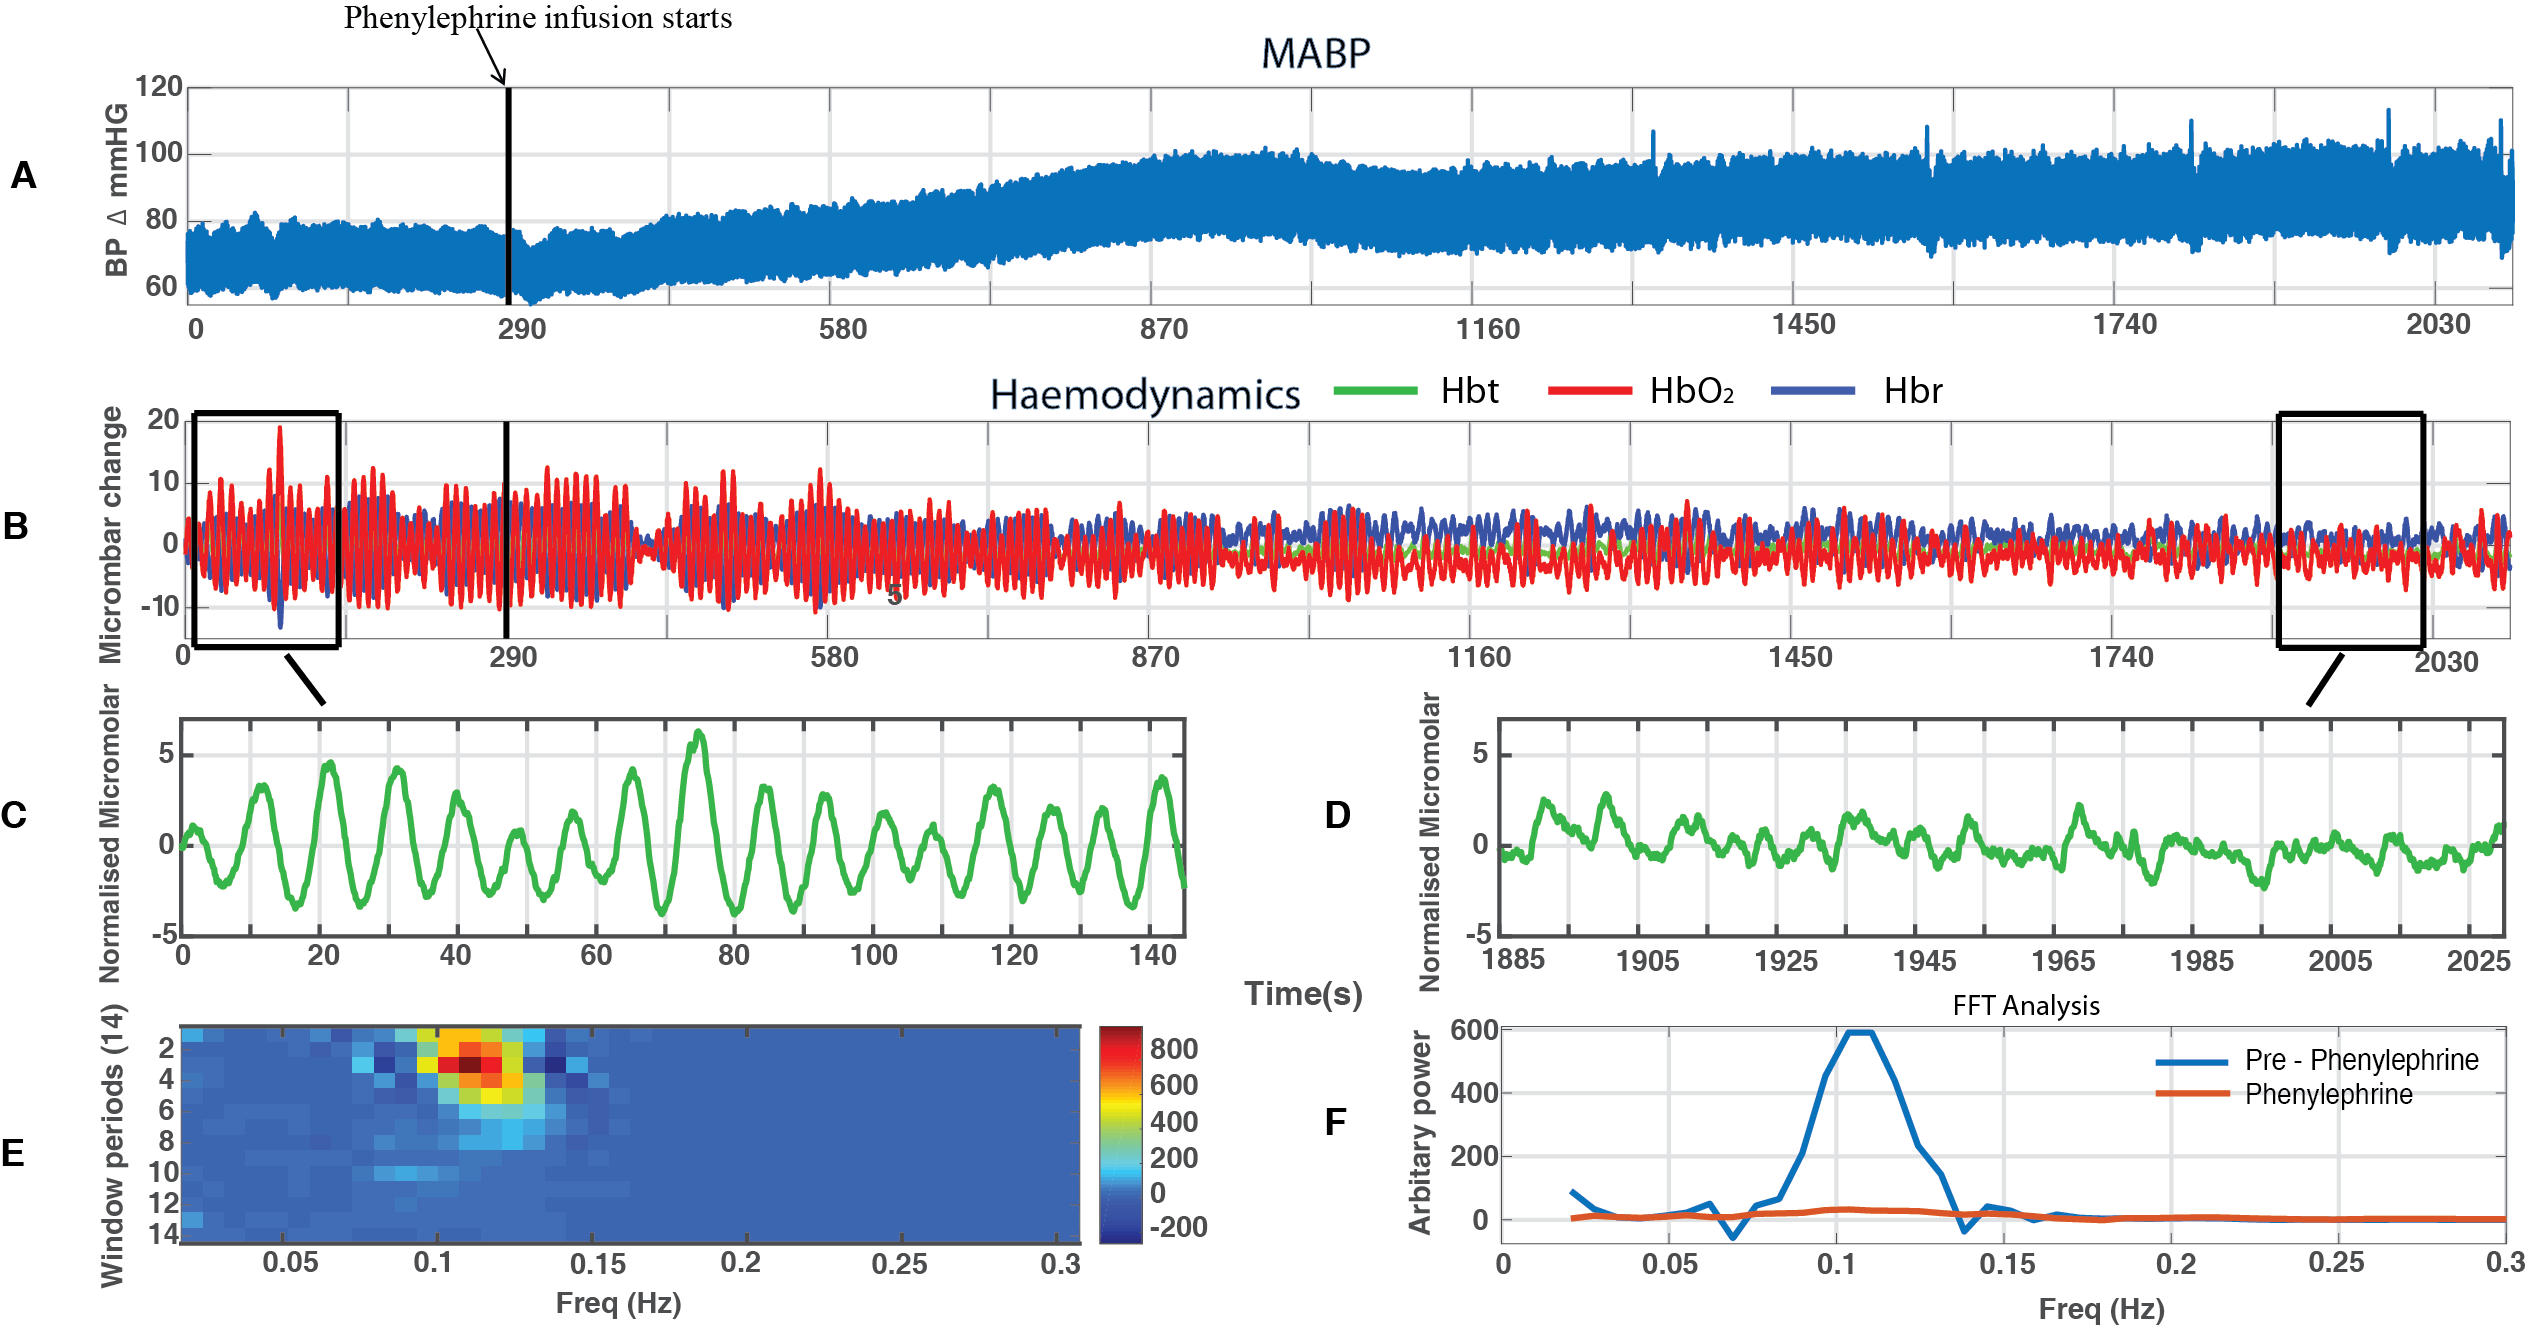 Phenylephrine infusion starts
MABP
A
BP Δ mmHG
120
100
80
60
0 290 580 870 1160 1450 1740 2030
Haemodynamics Hbt HbO₂ Hbr
B
Micrombar change
20
10
0
-10
5
0 290 580 870 1160 1450 1740 2030
C
Normalised Micromolar
5
0
-5
0 20 40 60 80 100 120 140
D
Normalised Micromolar
5
0
-5
1885 1905 1925 1945 1965 1985 2005 2025
Time(s)
E
Window periods (14)
2
4
6
8
10
12
14
0.05 0.1 0.15 0.2 0.25 0.3
Freq (Hz)
800
600
400
200
0
-200
FFT Analysis
F
Arbitary power
600
400
200
0
Pre - Phenylephrine
Phenylephrine
0 0.05 0.1 0.15 0.2 0.25 0.3
Freq (Hz)